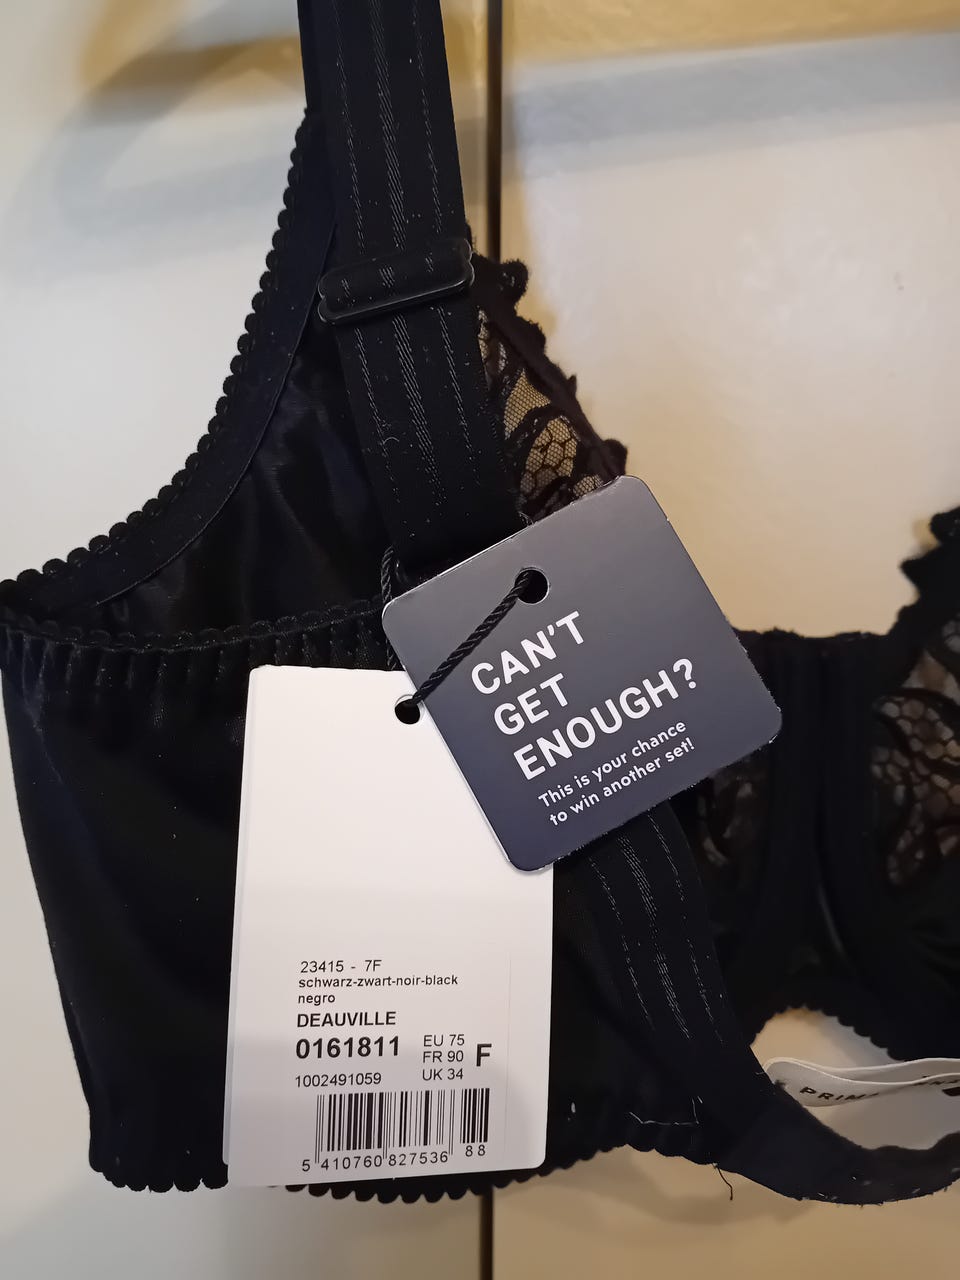 CAN'T
GET
ENOUGH?
This is your chance
to win another set!
23415 - 7F
schwarz-zwart-noir-black
negro
DEAUVILLE
0161811
EU 75
FR 90
UK 34
F
1002491059
5 410760 827536 88